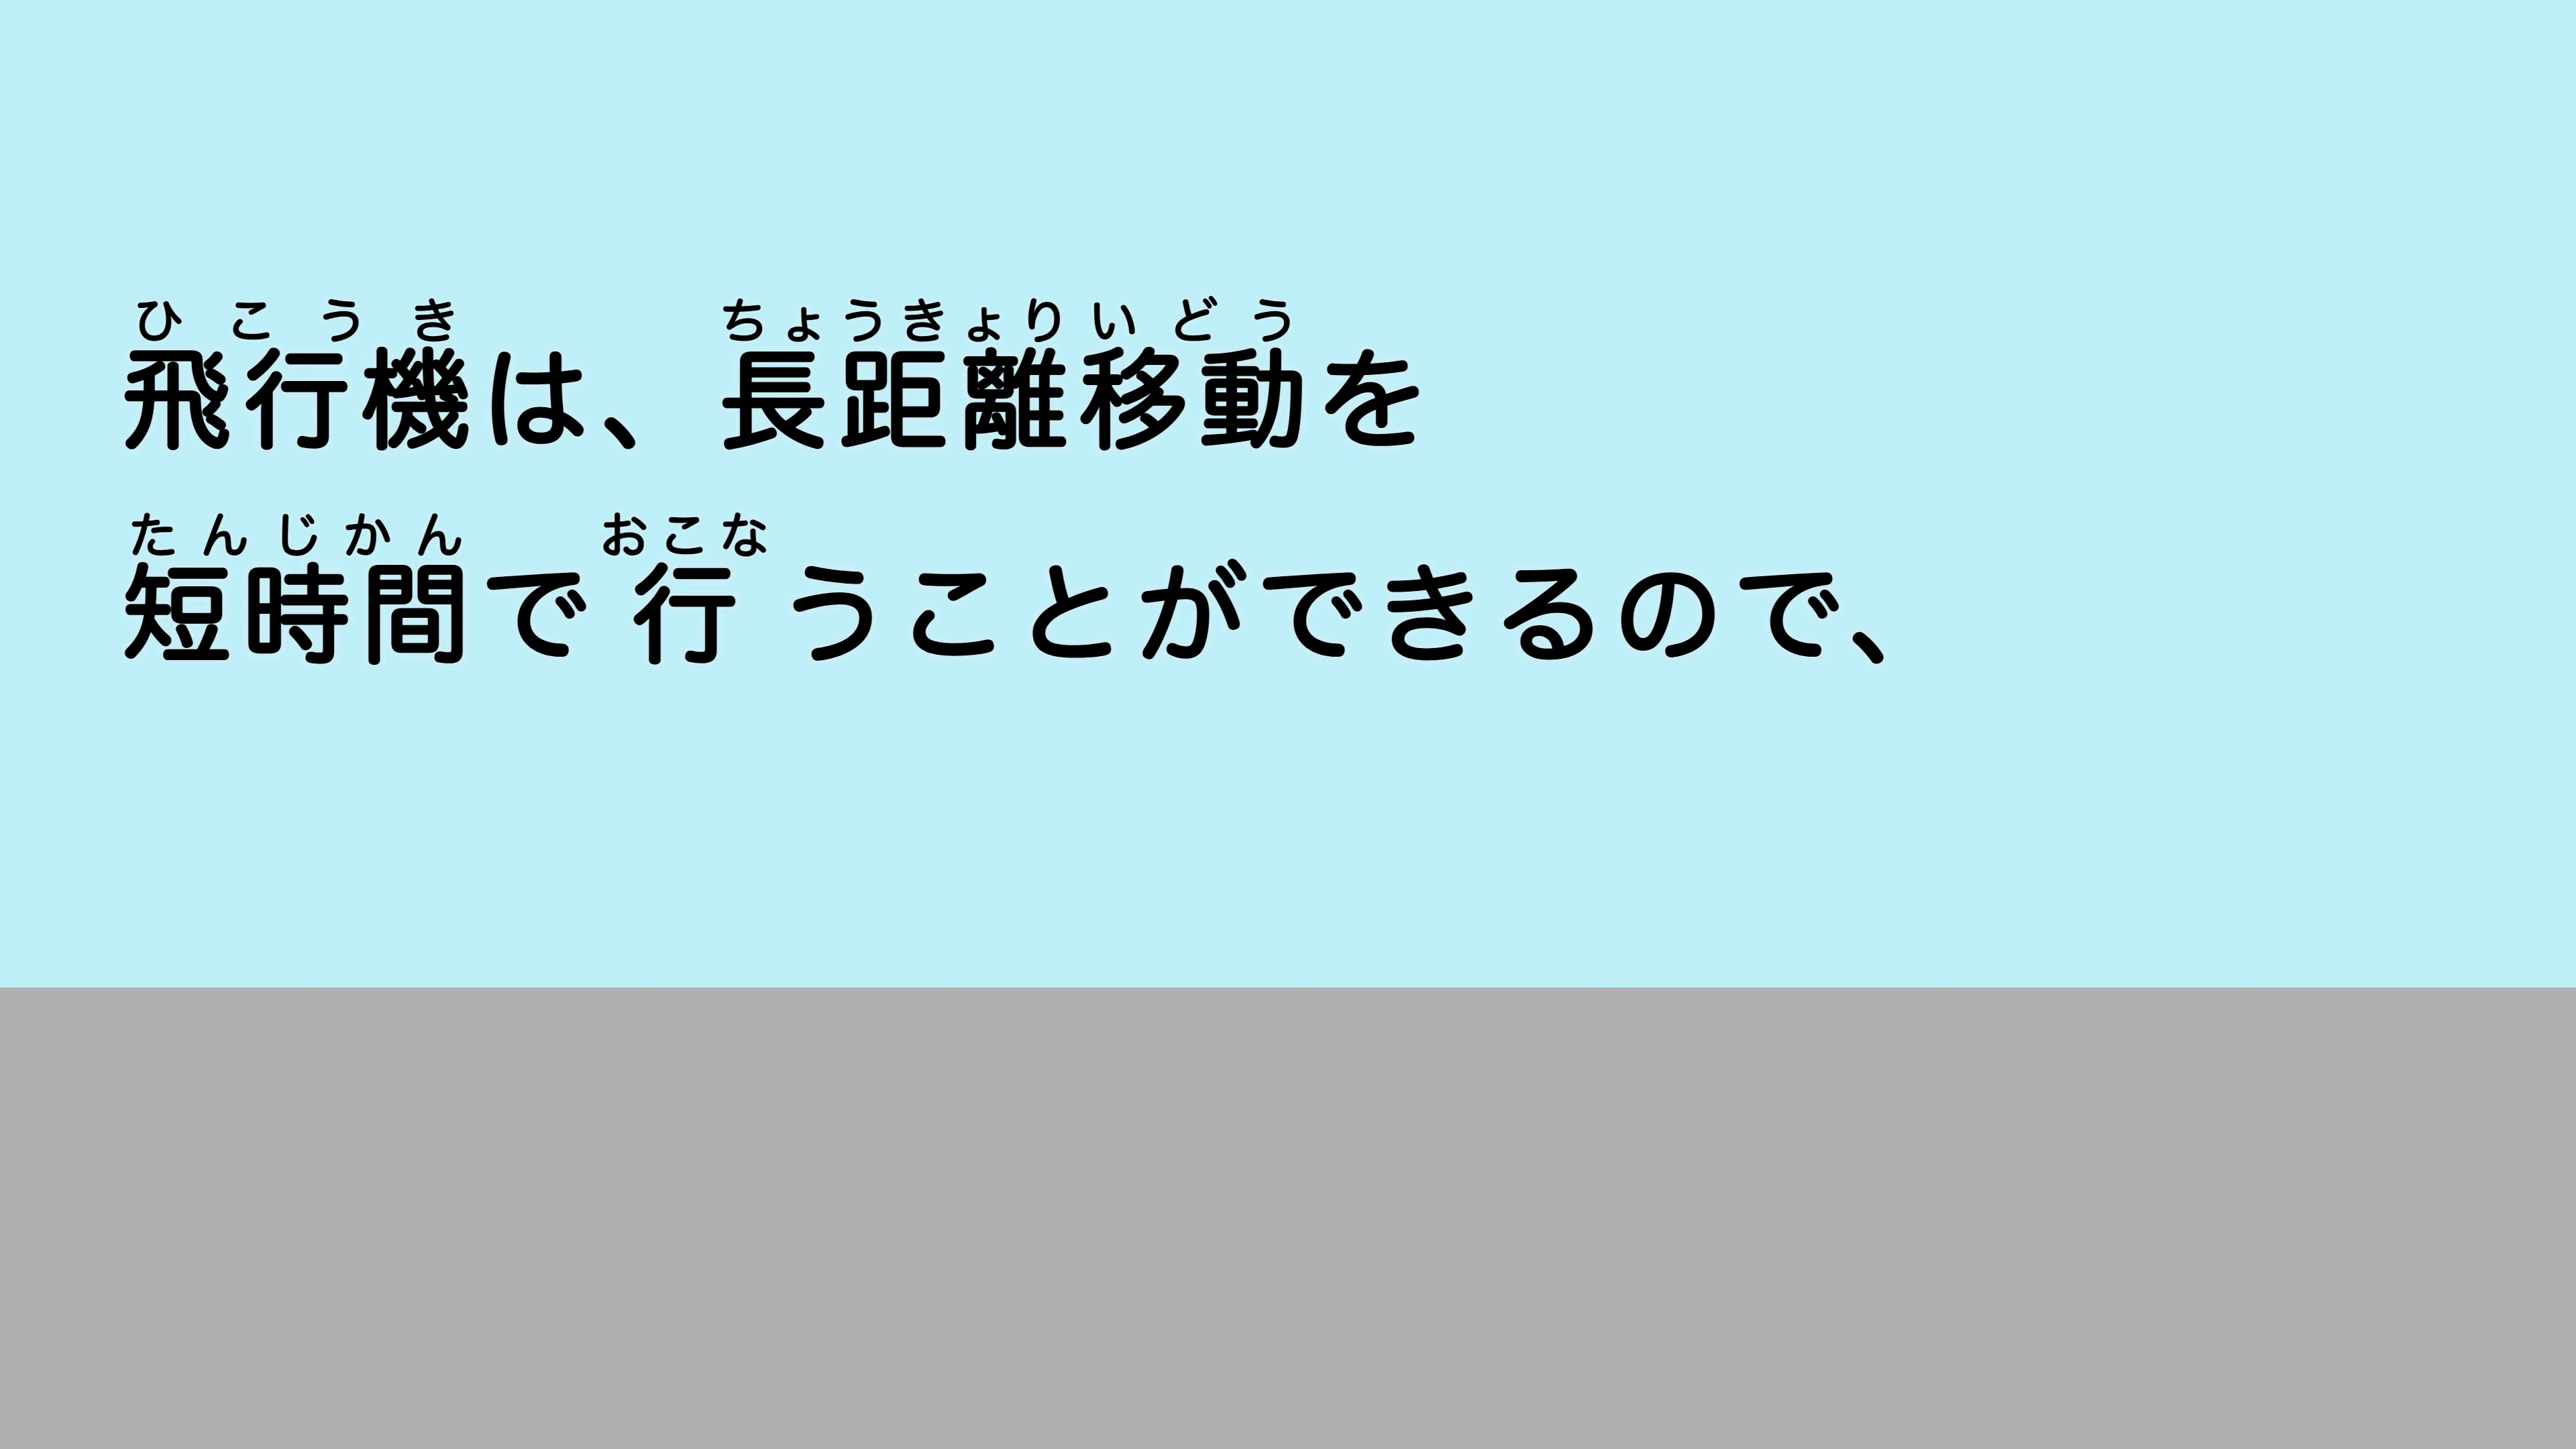 ひこうき ちょうきょりいどう
飛行機は、長距離移動を
たんじかん おこな
短時間で行うことができるので、